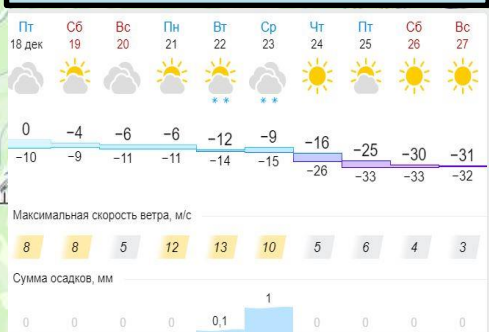 Пт Сб Вс Пн Вт Ср Чт Пт Сб Вс
18 дек 19 20 21 22 23 24 25 26 27
0 −4 −6 −6 −12 −9 −16 −25 −30 −31
−10 −9 −11 −11 −14 −15 −26 −33 −33 −32
Максимальная скорость ветра, м/с
8 8 5 12 13 10 5 6 4 3
Сумма осадков, мм
0 0 0 0 0,1 1 0 0 0 0